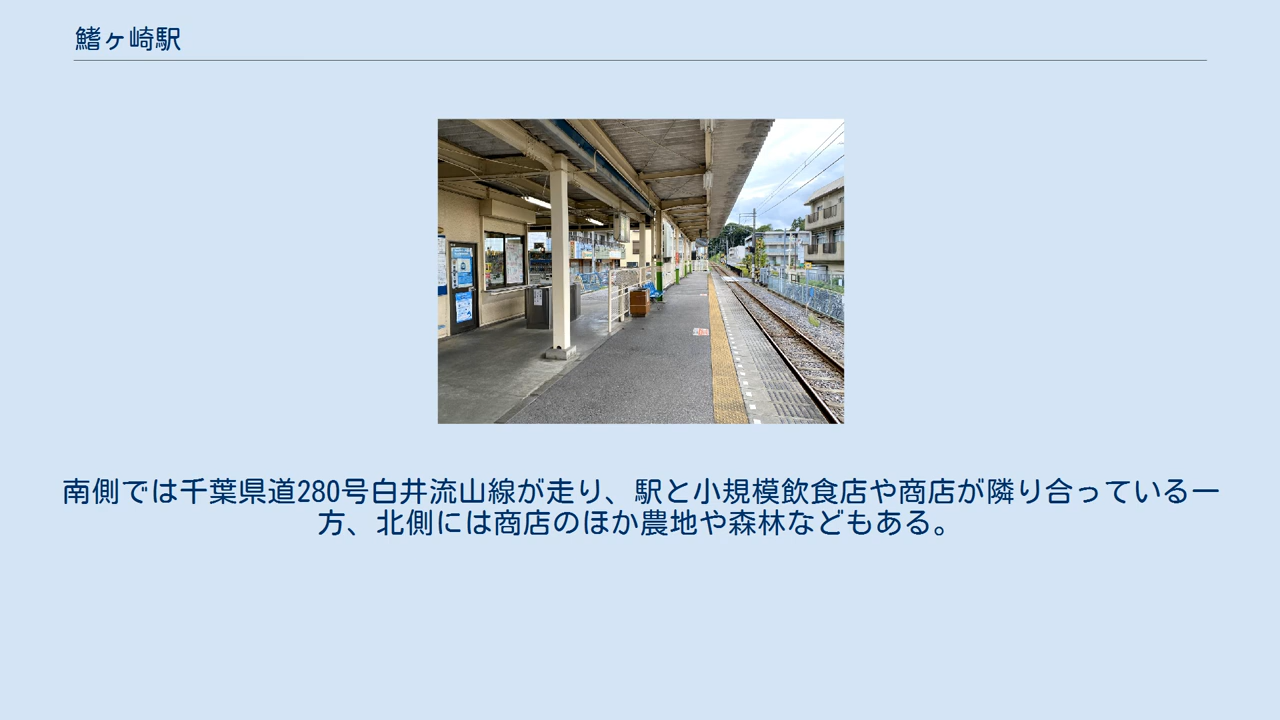 鰭ヶ崎駅
南側では千葉県道280号白井流山線が走り、駅と小規模飲食店や商店が隣り合っている一
方、北側には商店のほか農地や森林などもある。